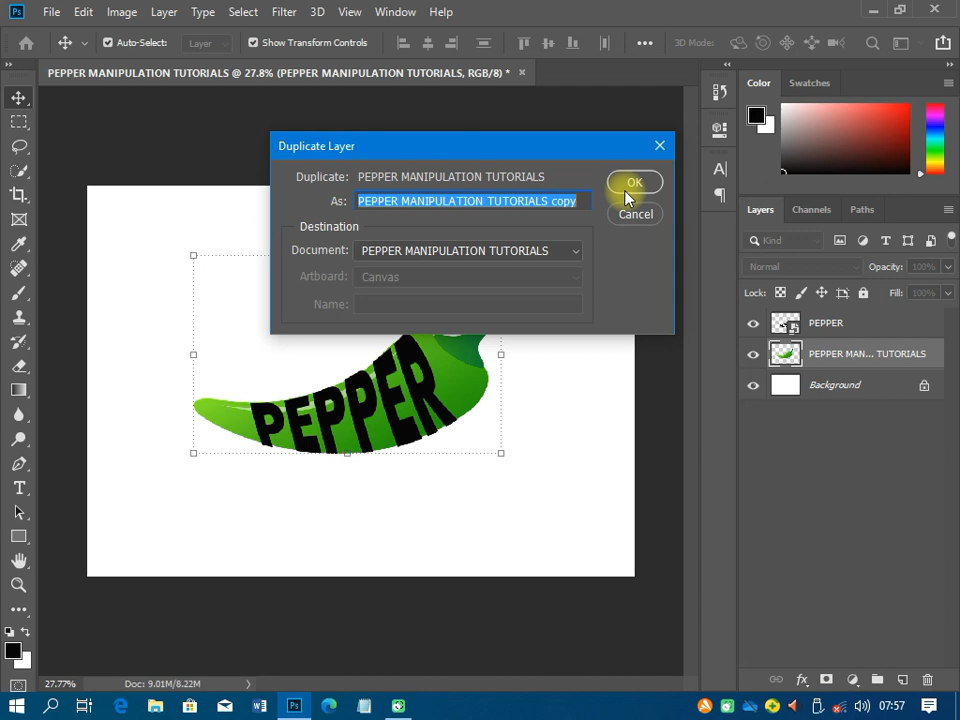 Ps File Edit Image Layer Type Select Filter 3D View Window Help
Auto-Select: Layer Show Transform Controls 3D Mode:
PEPPER MANIPULATION TUTORIALS @ 27.8% (PEPPER MANIPULATION TUTORIALS, RGB/8) *
Color Swatches
Duplicate Layer
Duplicate: PEPPER MANIPULATION TUTORIALS
OK
As: PEPPER MANIPULATION TUTORIALS copy
Cancel
Destination
Document: PEPPER MANIPULATION TUTORIALS
Artboard: Canvas
Name:
PEPPER
Layers Channels Paths
Kind
Normal Opacity: 100%
Lock: Fill: 100%
PEPPER
PEPPER MAN... TUTORIALS
Background
27.77% Doc: 9.01M/8.22M
Ps 07:57